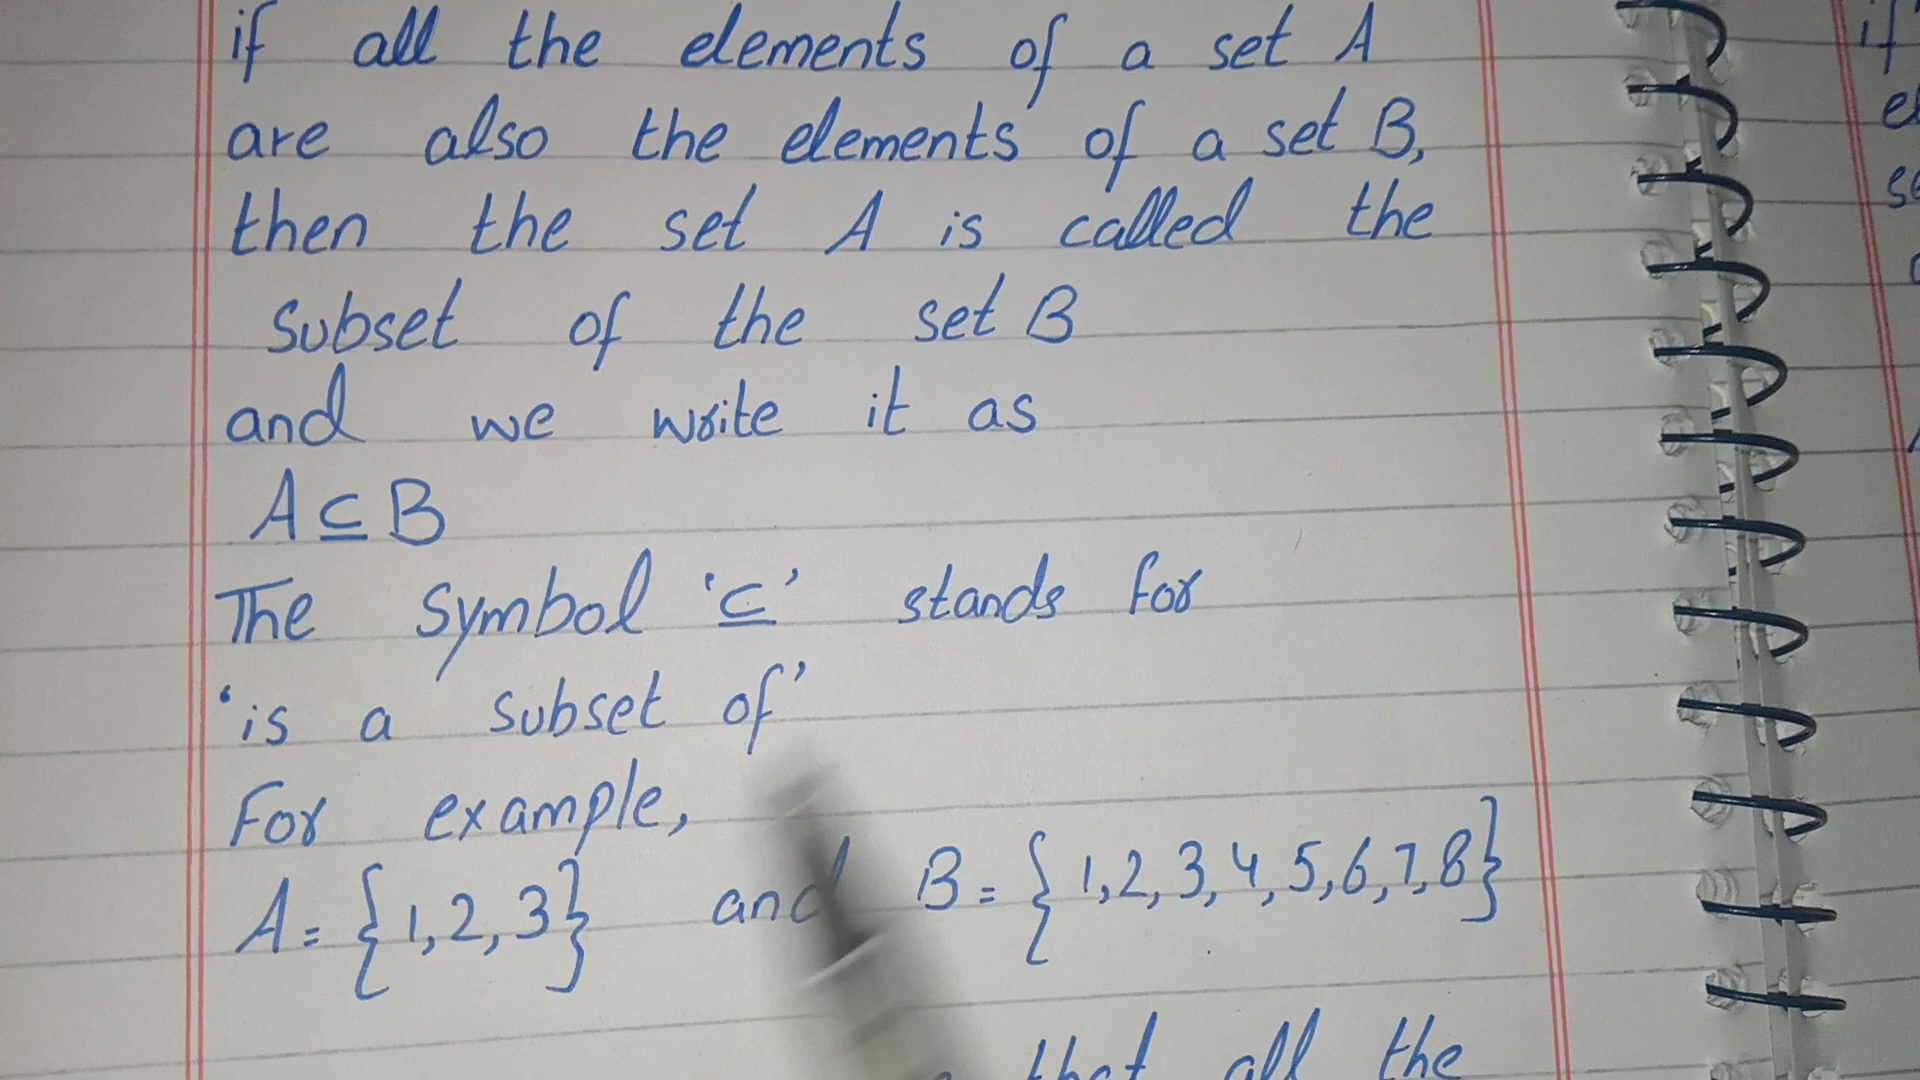 if all the elements of a set A
are also the elements of a set B,
then the set A is called the
subset of the set B
and we write it as
A ⊆ B
The symbol '⊆' stands for
'is a subset of'
For example,
A = {1,2,3} and B = {1,2,3,4,5,6,7,8}
that all the